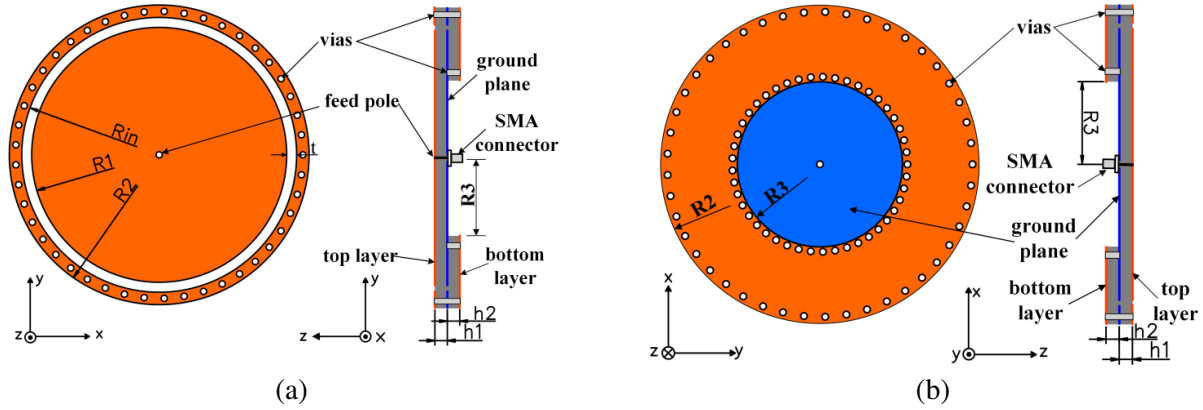 vias
ground
plane
feed pole
SMA
connector
Rin
R1
R2
t
R3
top layer
bottom
layer
y
z
x
y
z
x
h2
h1
(a)
vias
R3
SMA
connector
R2
R3
ground
plane
bottom
layer
top
layer
x
z
y
x
y
z
h2
h1
(b)